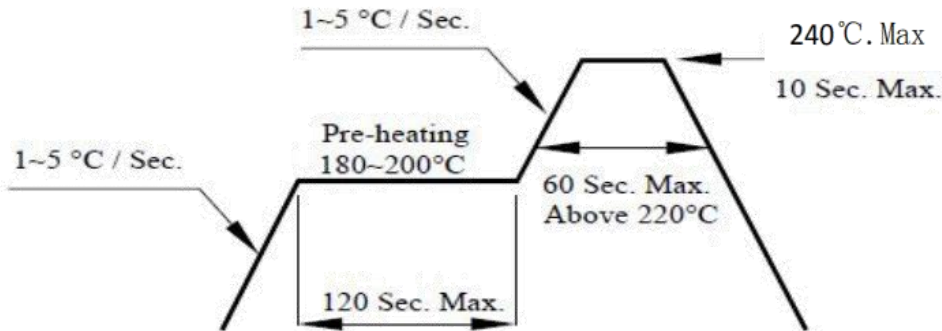 1~5 °C / Sec.
240℃.Max
10 Sec. Max.
Pre-heating
180~200°C
1~5 °C / Sec.
60 Sec. Max.
Above 220°C
120 Sec. Max.